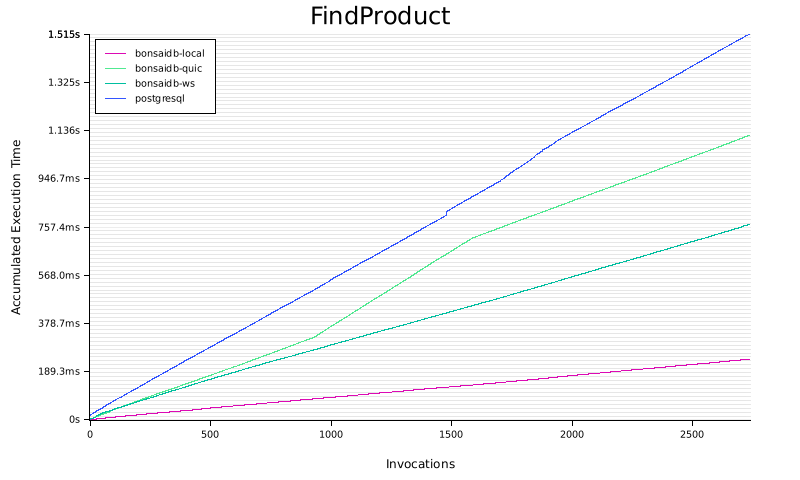 FindProduct
1.515s
bonsaidb-local
bonsaidb-quic
bonsaidb-ws
postgresql
1.325s
1.136s
946.7ms
757.4ms
568.0ms
378.7ms
189.3ms
0s
Accumulated Execution Time
0 500 1000 1500 2000 2500
Invocations